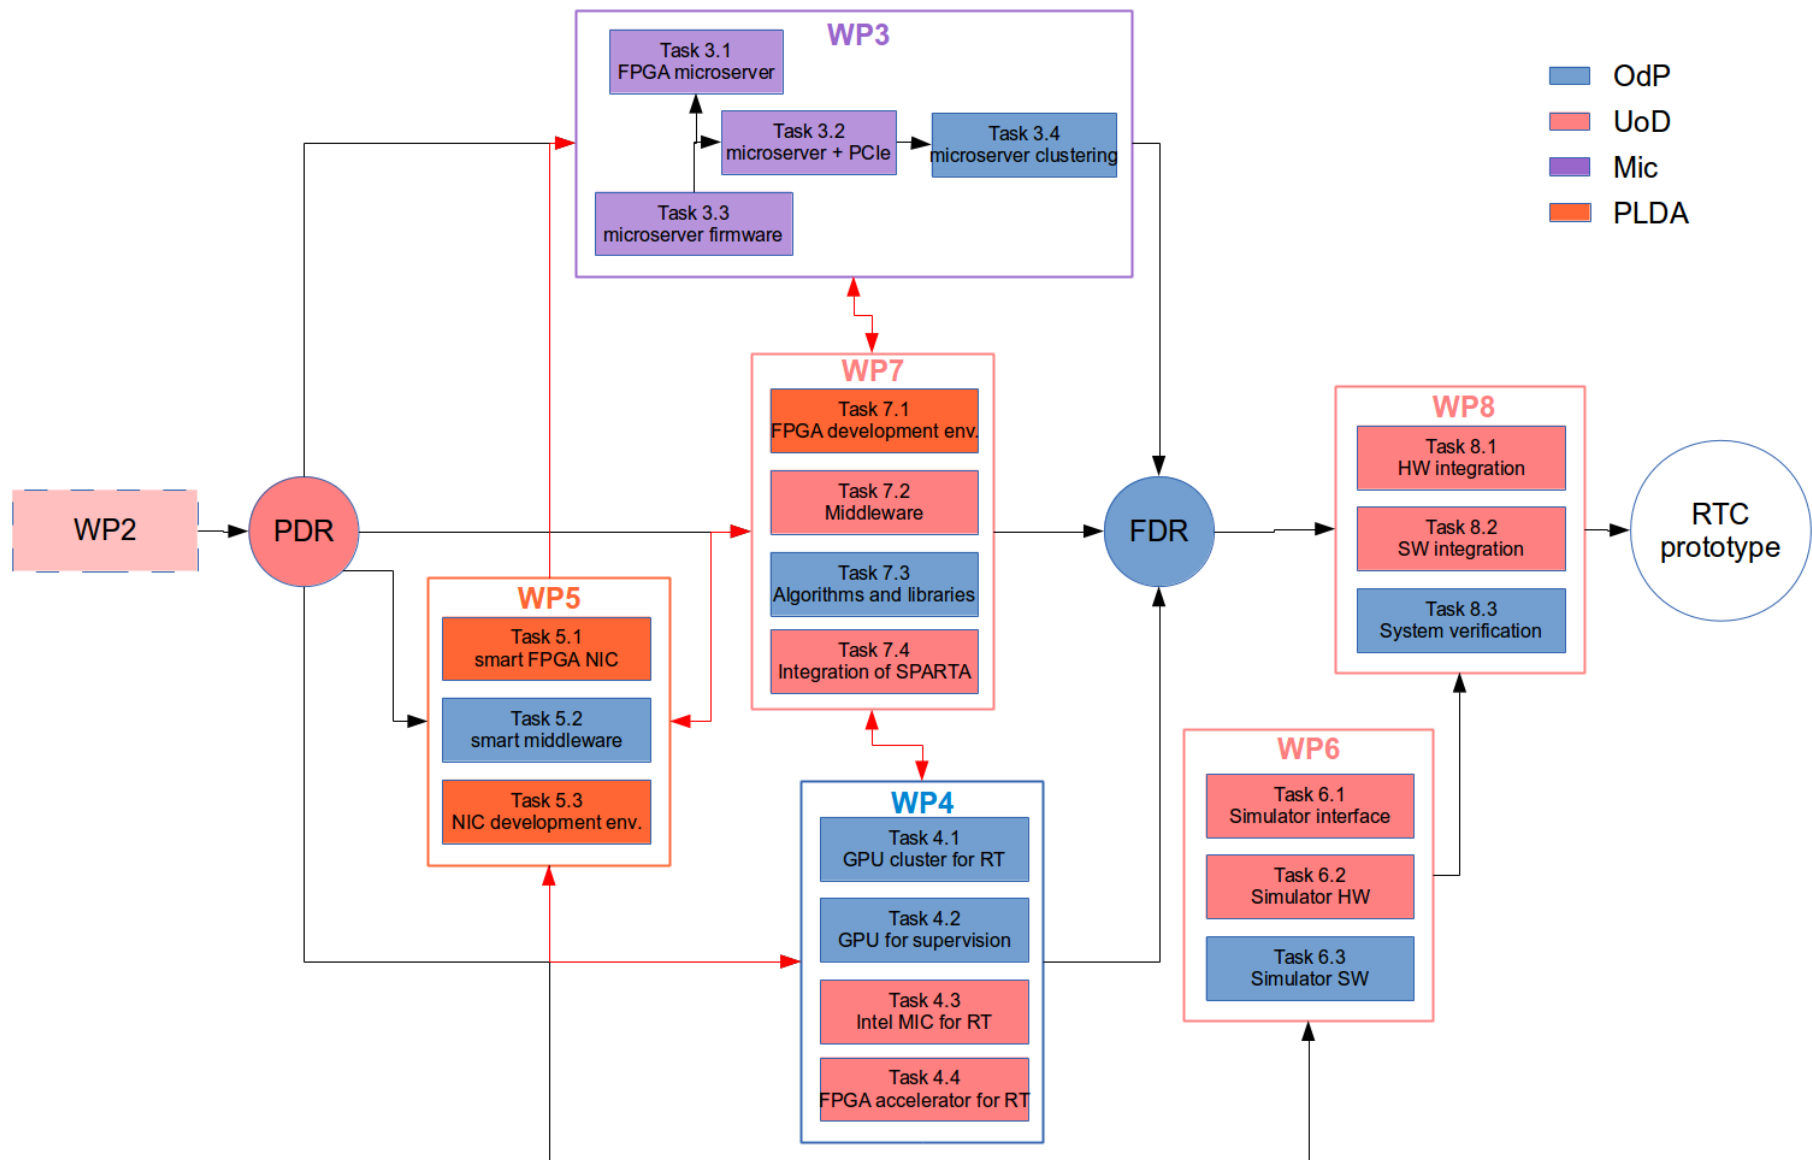 WP3
Task 3.1
FPGA microserver
Task 3.2
microserver + PCIe
Task 3.4
microserver clustering
Task 3.3
microserver firmware
OdP
UoD
Mic
PLDA
WP2
PDR
WP5
Task 5.1
smart FPGA NIC
Task 5.2
smart middleware
Task 5.3
NIC development env.
WP7
Task 7.1
FPGA development env.
Task 7.2
Middleware
Task 7.3
Algorithms and libraries
Task 7.4
Integration of SPARTA
WP4
Task 4.1
GPU cluster for RT
Task 4.2
GPU for supervision
Task 4.3
Intel MIC for RT
Task 4.4
FPGA accelerator for RT
FDR
WP8
Task 8.1
HW integration
Task 8.2
SW integration
Task 8.3
System verification
WP6
Task 6.1
Simulator interface
Task 6.2
Simulator HW
Task 6.3
Simulator SW
RTC
prototype